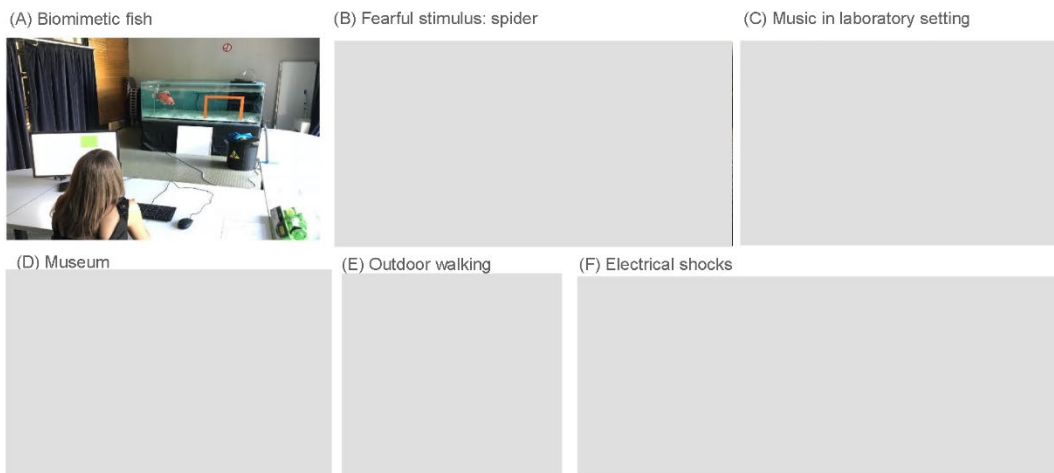 (A) Biomimetic fish
(B) Fearful stimulus: spider
(C) Music in laboratory setting
(D) Museum
(E) Outdoor walking
(F) Electrical shocks